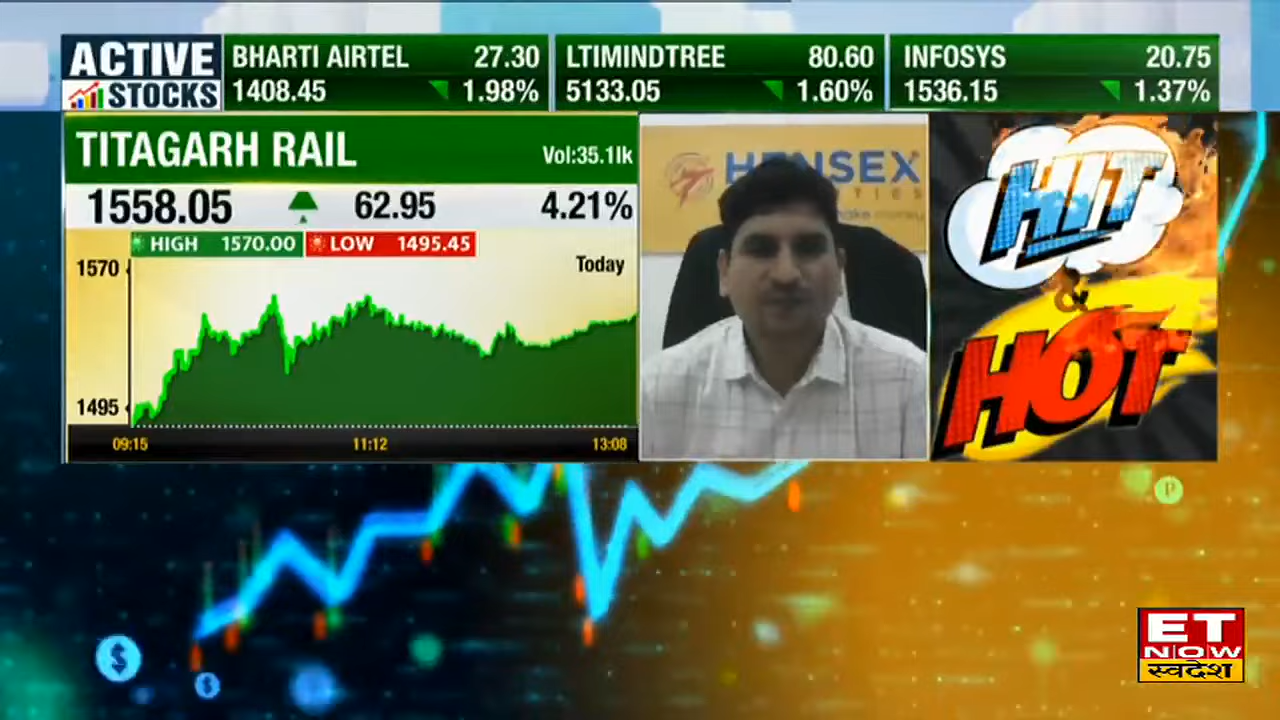 ACTIVE
STOCKS
BHARTI AIRTEL 27.30
1408.45 1.98%
LTIMINDTREE 80.60
5133.05 1.60%
INFOSYS 20.75
1536.15 1.37%
TITAGARH RAIL Vol:35.1lk
1558.05 62.95 4.21%
HIGH 1570.00 LOW 1495.45
1570 Today
1495
09:15 11:12 13:08
HENSEX
make money
HIT
&
HOT
$
$
P
ET
NOW
स्वदेश